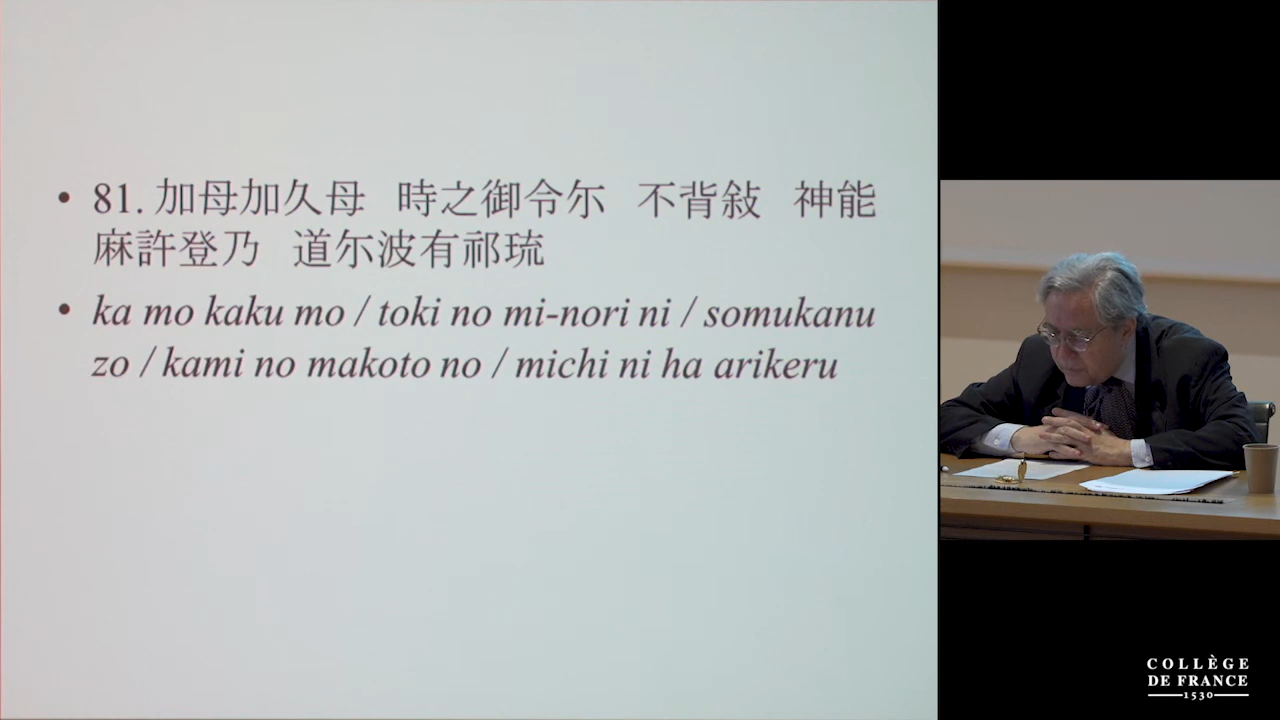 • 81. 加母加久母 時之御令尓 不背敍 神能
麻許登乃 道尓波有祁琉
• ka mo kaku mo / toki no mi-nori ni / somukanu
zo / kami no makoto no / michi ni ha arikeru
COLLÈGE
DE FRANCE
1530